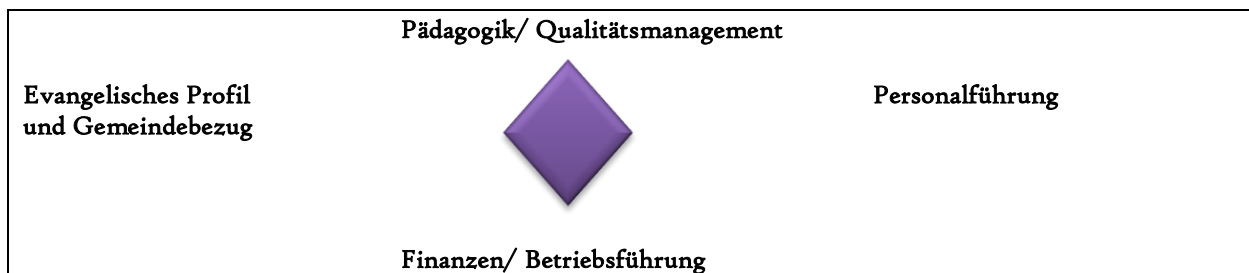 Pädagogik/ Qualitätsmanagement
Evangelisches Profil
und Gemeindebezug
Personalführung
Finanzen/ Betriebsführung